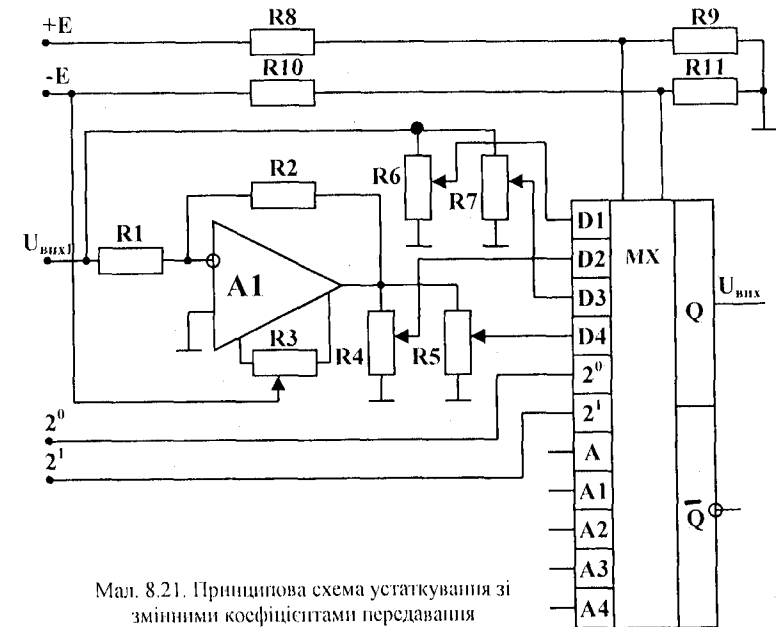 +E
R8
R9
-E
R10
R11
R2
R6
R7
Uвих1
R1
A1
R3
R4
R5
D1
D2
D3
D4
2⁰
2¹
A
A1
A2
A3
A4
MX
Q
Q̅
Uвих
2⁰
2¹
Мал. 8.21. Принципова схема устаткування зі
змінними коефіцієнтами передавання